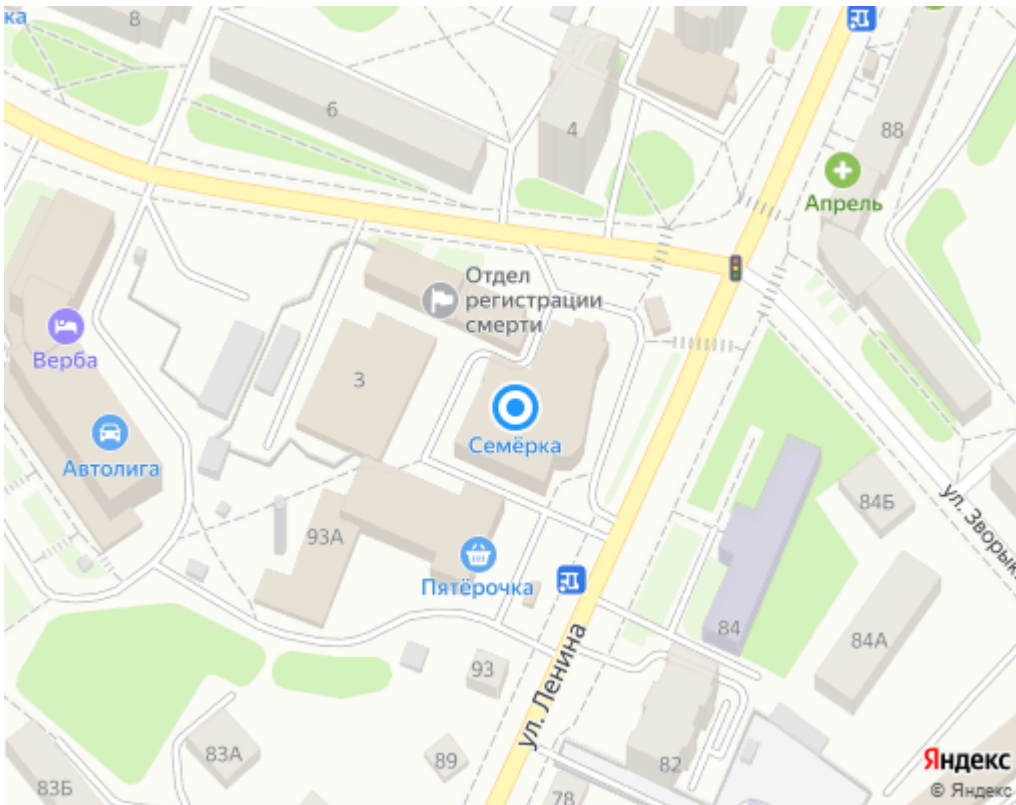 ка
8
6
4
88
Апрель
Отдел
регистрации
смерти
Верба
3
Семёрка
Автолига
93А
84Б
ул. Зворык
Пятёрочка
84
84А
93
ул. Ленина
83А
89
82
83Б
78
Яндекс
© Яндекс